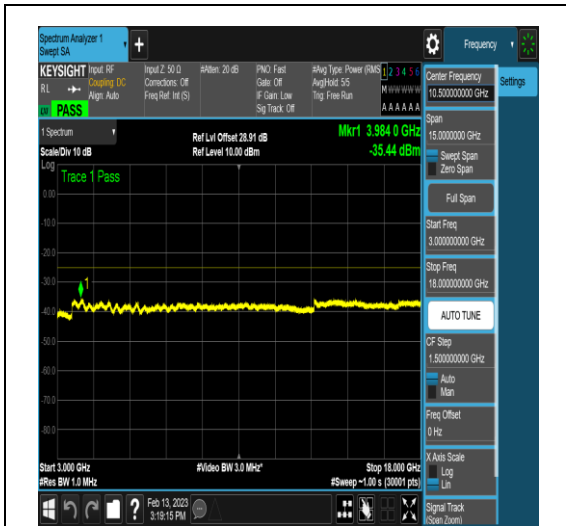 Spectrum Analyzer 1
Swept SA
+
Frequency
KEYSIGHT
RL
PASS
Input: RF
Coupling: DC
Align: Auto
Input Z: 50 Ω
Corrections: Off
Freq Ref: Int (S)
#Atten: 20 dB
PNO: Fast
Gate: Off
IF Gain: Low
Sig Track: Off
#Avg Type: Power (RMS
Avg|Hold: 5/5
Trig: Free Run
1 2 3 4 5 6
M W W W W W
A A A A A A
Settings
1 Spectrum
Scale/Div 10 dB
Ref Lvl Offset 28.91 dB
Ref Level 10.00 dBm
Mkr1 3.984 0 GHz
-35.44 dBm
Log
Trace 1 Pass
0.00
-10.0
-20.0
-30.0
-40.0
-50.0
-60.0
-70.0
-80.0
1
Start 3.000 GHz
#Res BW 1.0 MHz
#Video BW 3.0 MHz*
Stop 18.000 GHz
#Sweep ~1.00 s (30001 pts)
Center Frequency
10.500000000 GHz
Span
15.0000000 GHz
Swept Span
Zero Span
Full Span
Start Freq
3.000000000 GHz
Stop Freq
18.000000000 GHz
AUTO TUNE
CF Step
1.500000000 GHz
Auto
Man
Freq Offset
0 Hz
X Axis Scale
Log
Lin
Signal Track
(Span Zoom)
?
Feb 13, 2023
3:19:15 PM